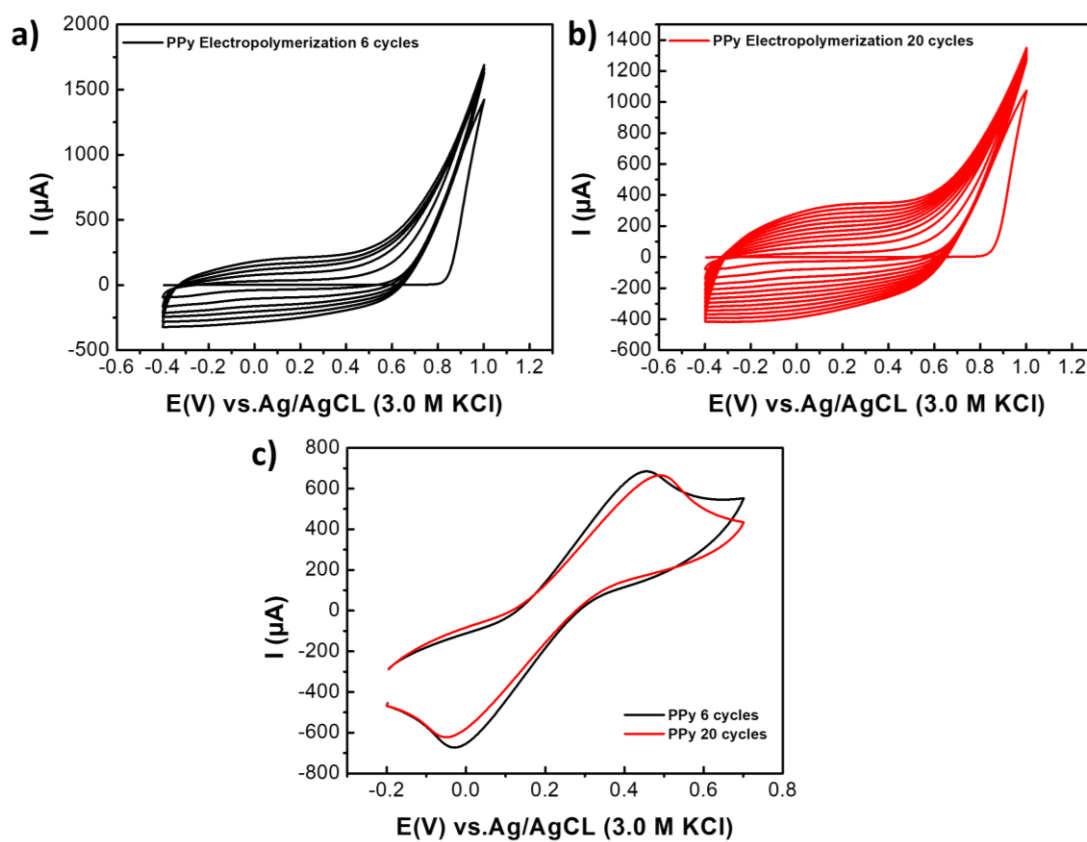 a)
PPy Electropolymerization 6 cycles
2000
1500
1000
500
0
-500
I (µA)
-0.6 -0.4 -0.2 0.0 0.2 0.4 0.6 0.8 1.0 1.2
E(V) vs.Ag/AgCL (3.0 M KCl)
b)
PPy Electropolymerization 20 cycles
1400
1200
1000
800
600
400
200
0
-200
-400
-600
I (µA)
-0.6 -0.4 -0.2 0.0 0.2 0.4 0.6 0.8 1.0 1.2
E(V) vs.Ag/AgCL (3.0 M KCl)
c)
800
600
400
200
0
-200
-400
-600
-800
I (µA)
PPy 6 cycles
PPy 20 cycles
-0.2 0.0 0.2 0.4 0.6 0.8
E(V) vs.Ag/AgCL (3.0 M KCl)